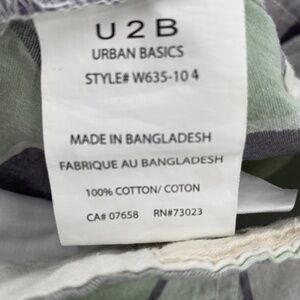 U2B
URBAN BASICS
STYLE# W635-10 4
MADE IN BANGLADESH
FABRIQUE AU BANGLADESH
100% COTTON/ COTON
CA# 07658 RN#73023